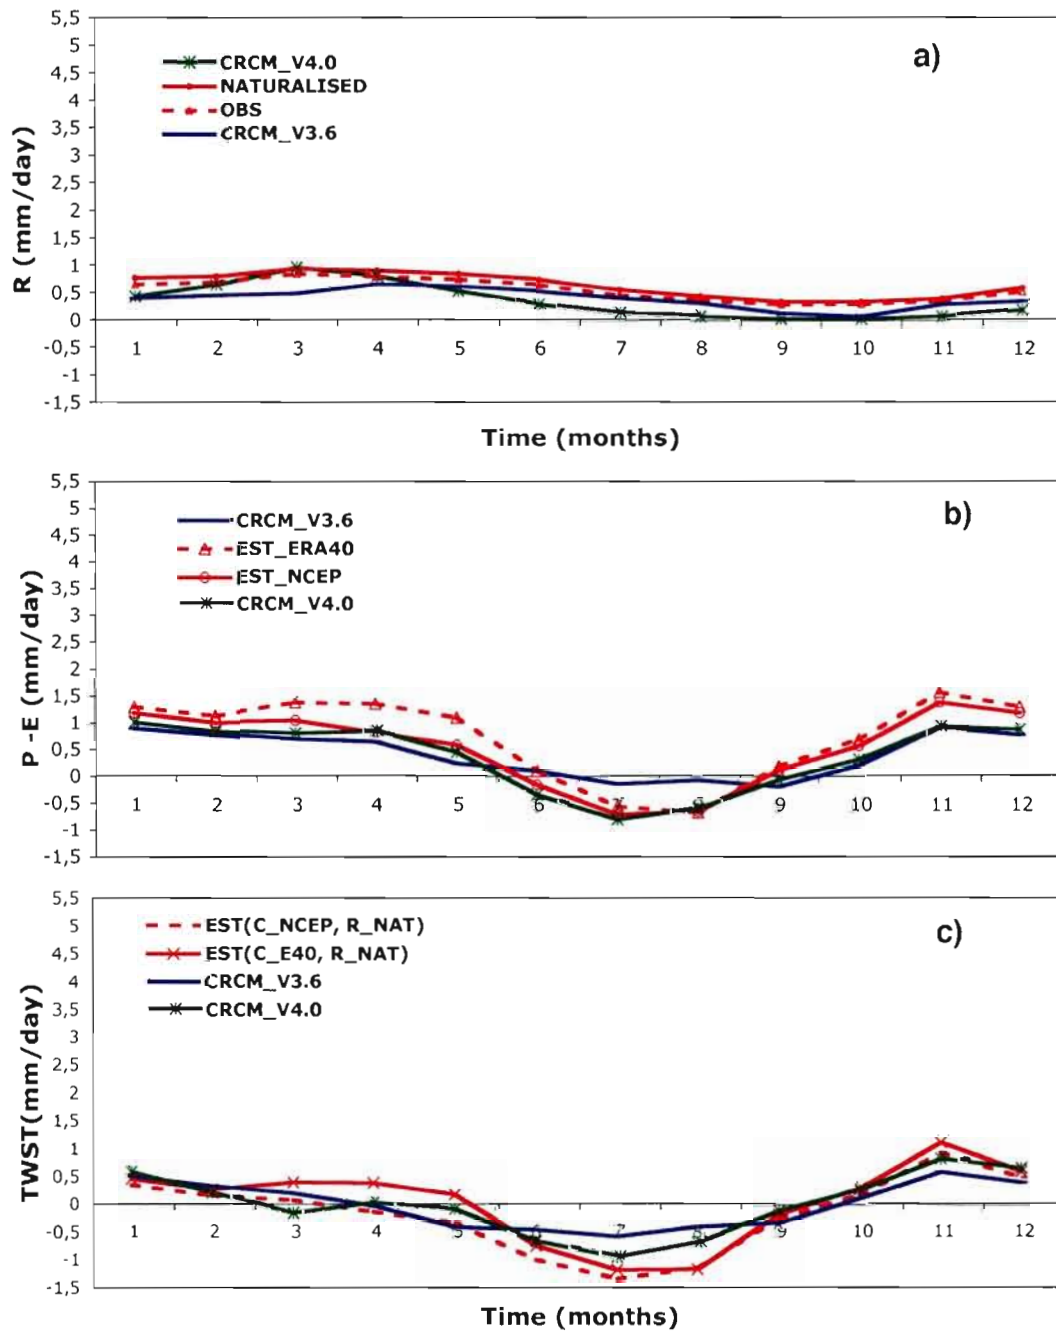 a)
5,5
5
4,5
4
3,5
3
2,5
2
1,5
1
0,5
0
-0,5
-1
-1,5
R (mm/day)
CRCM_V4.0
NATURALISED
OBS
CRCM_V3.6
1 2 3 4 5 6 7 8 9 10 11 12
Time (months)
b)
5,5
5
4,5
4
3,5
3
2,5
2
1,5
1
0,5
0
-0,5
-1
-1,5
P -E (mm/day)
CRCM_V3.6
EST_ERA40
EST_NCEP
CRCM_V4.0
1 2 3 4 5 6 7 8 9 10 11 12
c)
5,5
5
4,5
4
3,5
3
2,5
2
1,5
1
0,5
0
-0,5
-1
-1,5
TWST(mm/day)
EST(C_NCEP, R_NAT)
EST(C_E40, R_NAT)
CRCM_V3.6
CRCM_V4.0
1 2 3 4 5 6 7 8 9 10 11 12
Time (months)